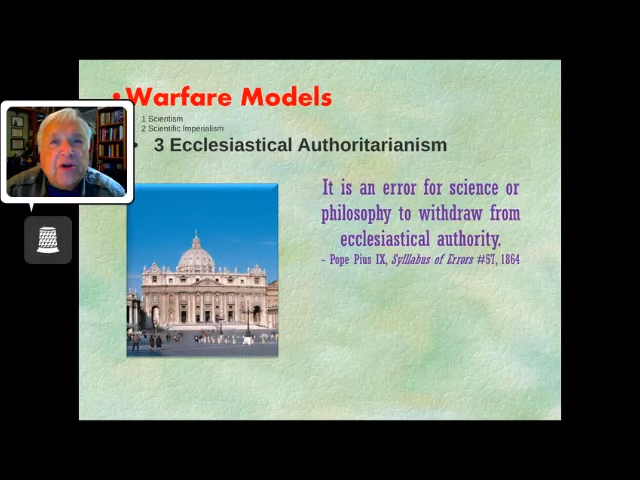 •Warfare Models
1 Scientism
2 Scientific Imperialism
• 3 Ecclesiastical Authoritarianism
It is an error for science or
philosophy to withdraw from
ecclesiastical authority.
- Pope Pius IX, Syllabus of Errors #57, 1864